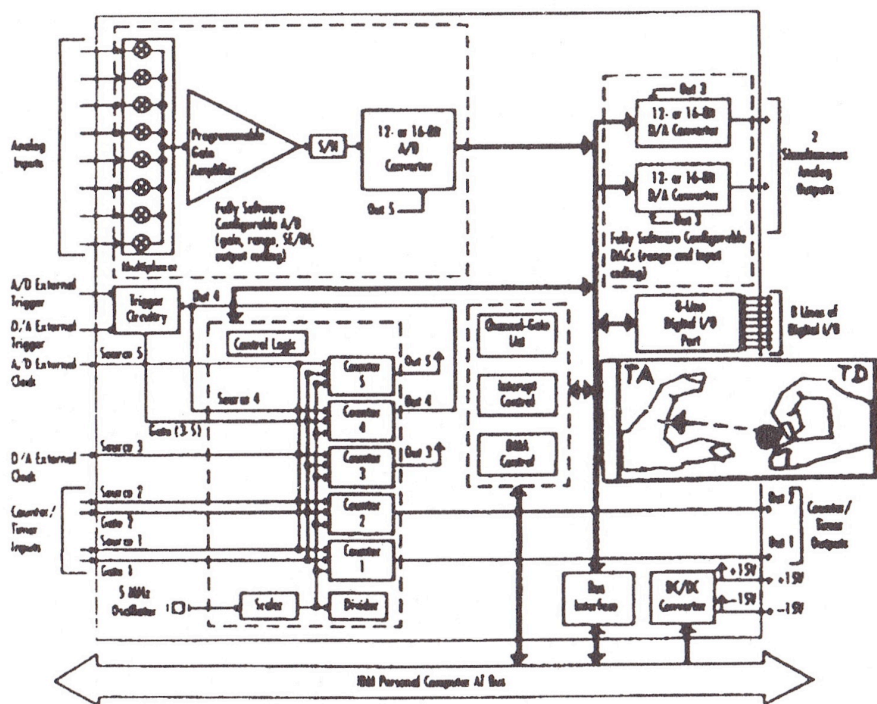 Analog
Inputs
Multiplexer
Programmable
Gain
Amplifier
S/H
12- or 16-Bit
A/D
Converter
Out 5
Fully Software
Configurable A/D
(gain, range, SE/DI,
output coding)
Out 3
12- or 16-Bit
D/A Converter
12- or 16-Bit
D/A Converter
Out 3
Fully Software Configurable
DACs (range and input
coding)
2
Simultaneous
Analog
Outputs
A/D External
Trigger
D/A External
Trigger
Trigger
Circuitry
Out 4
A/D External
Clock
Source 5
Control Logic
Counter
5
Out 5
Source 4
Counter
4
Out 4
Gate (3-5)
D/A External
Clock
Source 3
Counter
3
Out 3
Counter/
Timer
Inputs
Source 2
Gate 2
Counter
2
Source 1
Gate 1
Counter
1
5 MHz
Oscillator
Scaler
Divider
Channel-Gain
List
Interrupt
Control
DMA
Control
8-Line
Digital I/O
Port
8 Lines of
Digital I/O
TA
TD
Out 2
Out 1
Counter/
Timer
Outputs
Bus
Interface
DC/DC
Converter
+15V
-15V
+15V
-15V
IBM Personal Computer AT Bus